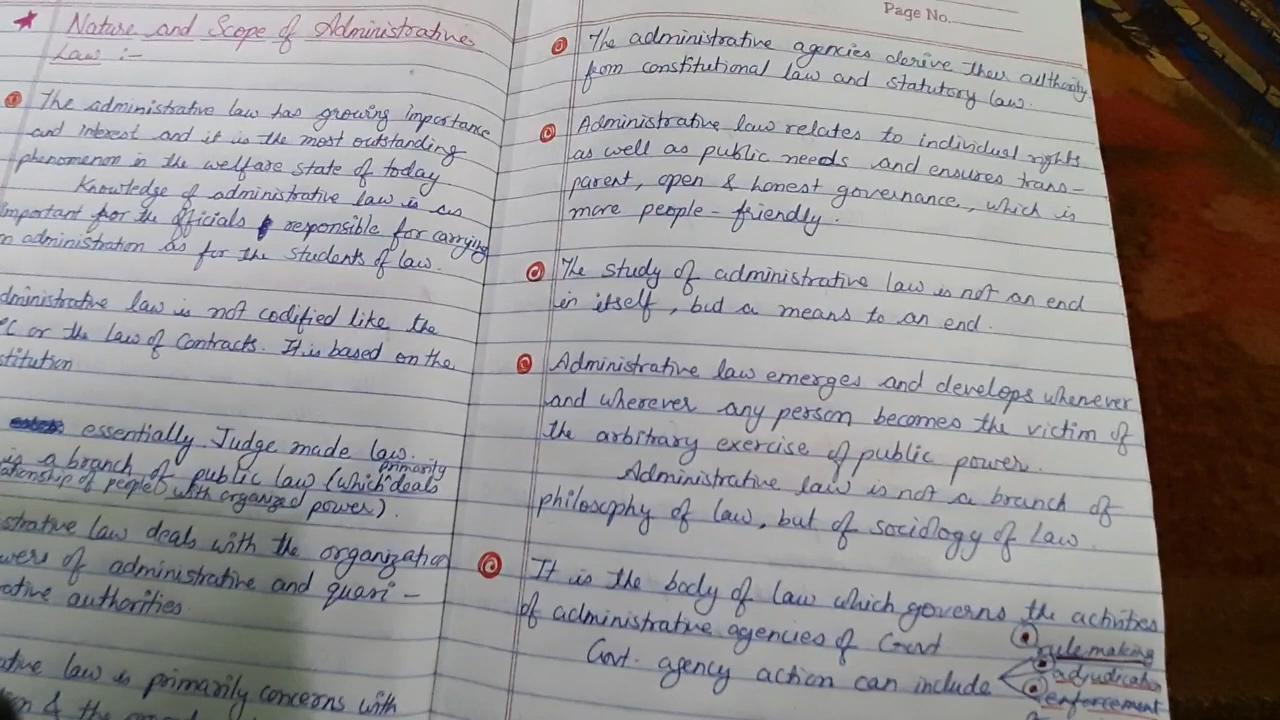 Nature and Scope of Administrative
Law :-
The administrative law has growing importance
and interest and it is the most outstanding
phenomenon in the welfare state of today
Knowledge of administrative law is as
important for the officials responsible for carrying
administration as for the students of law.
dministrative law is not codified like the
or the Law of Contracts. It is based on the
stitution
essentially Judge made law.
is a branch of public law (which primarily deals
ationship of people with organized power).
strative law deals with the organization
wers of administrative and quasi -
ative authorities.
ative law is primarily concerns with
& the
Page No.
The administrative agencies derive their authority
from constitutional law and statutory law.
Administrative law relates to individual rights
as well as public needs and ensures trans-
parent, open & honest governance, which is
more people - friendly.
The study of administrative law is not an end
in itself, but a means to an end.
Administrative law emerges and develops whenever
and wherever any person becomes the victim of
the arbitrary exercise of public power.
Administrative law is not a branch of
philosophy of law, but of sociology of Law.
It is the body of law which governs the activities
of administrative agencies of Govt
Govt. agency action can include
rule making
adjudication
enforcement